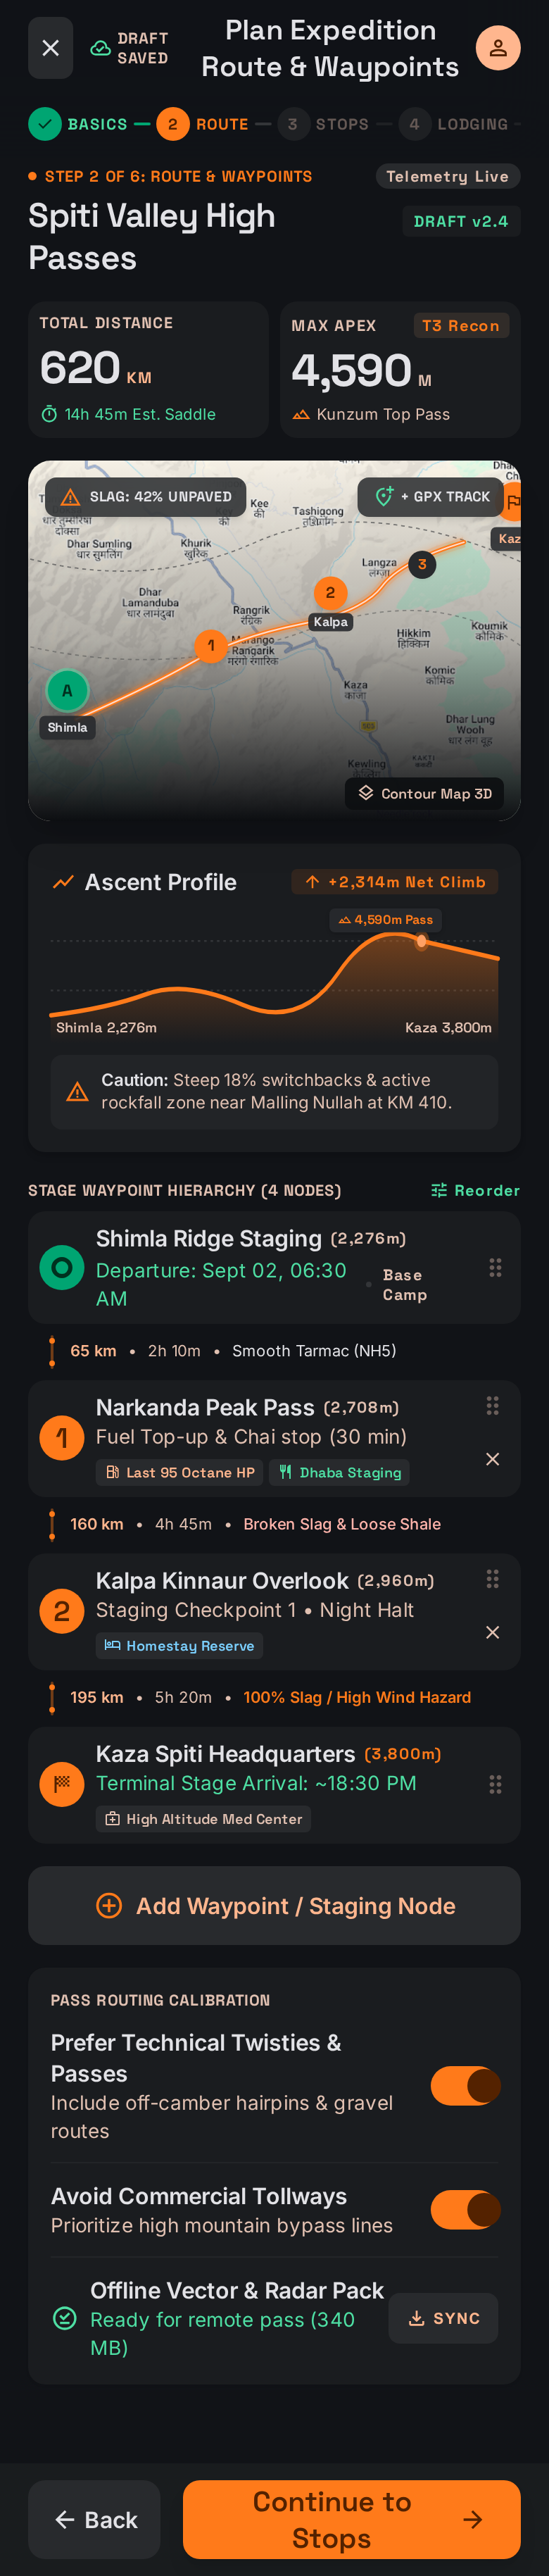 DRAFT
SAVED
Plan Expedition
Route & Waypoints
BASICS
2
ROUTE
3
STOPS
4
LODGING
STEP 2 OF 6: ROUTE & WAYPOINTS
Telemetry Live
Spiti Valley High
Passes
DRAFT v2.4
TOTAL DISTANCE
620 KM
14h 45m Est. Saddle
MAX APEX
T3 Recon
4,590 M
Kunzum Top Pass
SLAG: 42% UNPAVED
+ GPX TRACK
Kee
की
Tashigong
Dhar Sumling
धार सुमलिंग
Khurik
खुरिक
Kaz
Langza
लंग्ज़ा
3
Dhar
Lamanduba
धार लामंदुबा
2
Kalpa
Rangrik
रंदिक
1
Rangarik
मरांगो रंगारिक
Hikkim
हिक्किम
Koumik
कौमिके
Komic
कोमिक
A
Shimla
Kaza
काजा
Dhar Lung
Wooh
धार लंग वूह
Kewling
Contour Map 3D
Ascent Profile
+2,314m Net Climb
4,590m Pass
Shimla 2,276m
Kaza 3,800m
Caution: Steep 18% switchbacks & active
rockfall zone near Malling Nullah at KM 410.
STAGE WAYPOINT HIERARCHY (4 NODES)
Reorder
Shimla Ridge Staging (2,276m)
Departure: Sept 02, 06:30
AM
Base
Camp
65 km • 2h 10m • Smooth Tarmac (NH5)
1
Narkanda Peak Pass (2,708m)
Fuel Top-up & Chai stop (30 min)
Last 95 Octane HP
Dhaba Staging
160 km • 4h 45m • Broken Slag & Loose Shale
2
Kalpa Kinnaur Overlook (2,960m)
Staging Checkpoint 1 • Night Halt
Homestay Reserve
195 km • 5h 20m • 100% Slag / High Wind Hazard
Kaza Spiti Headquarters (3,800m)
Terminal Stage Arrival: ~18:30 PM
High Altitude Med Center
Add Waypoint / Staging Node
PASS ROUTING CALIBRATION
Prefer Technical Twisties &
Passes
Include off-camber hairpins & gravel
routes
Avoid Commercial Tollways
Prioritize high mountain bypass lines
Offline Vector & Radar Pack
Ready for remote pass (340
MB)
SYNC
Back
Continue to
Stops